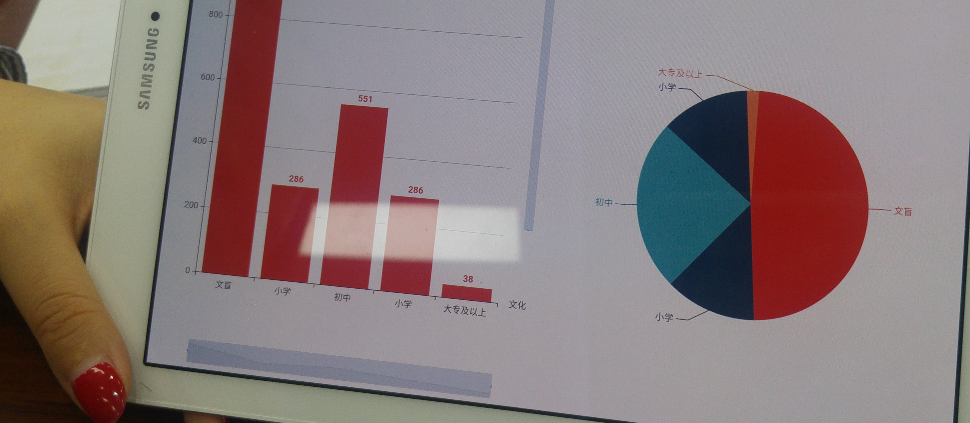 SAMSUNG
800
600
400
200
0
551
286
286
38
文盲
小学
初中
小学
大专及以上
文化
大专及以上
小学
初中
文盲
小学